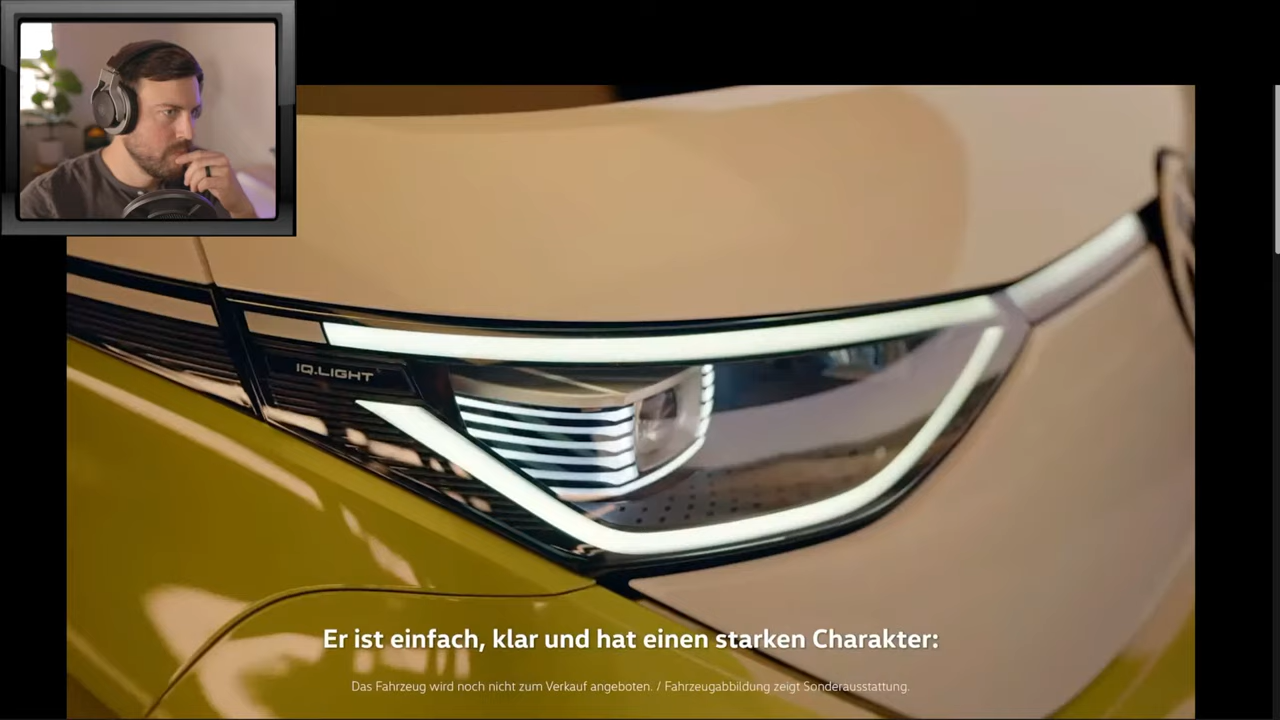 IQ.LIGHT
Er ist einfach, klar und hat einen starken Charakter:
Das Fahrzeug wird noch nicht zum Verkauf angeboten. / Fahrzeugabbildung zeigt Sonderausstattung.